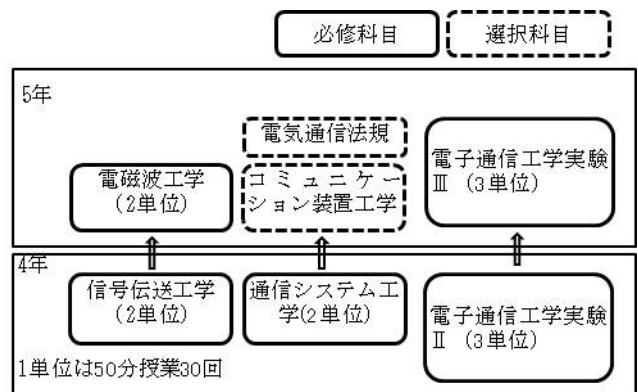 必修科目
選択科目
5年
電気通信法規
電磁波工学
(2単位)
コミュニケー
ション装置工学
電子通信工学実験
Ⅲ (3単位)
4年
信号伝送工学
(2単位)
通信システム工
学(2単位)
電子通信工学実験
Ⅱ (3単位)
1単位は50分授業30回